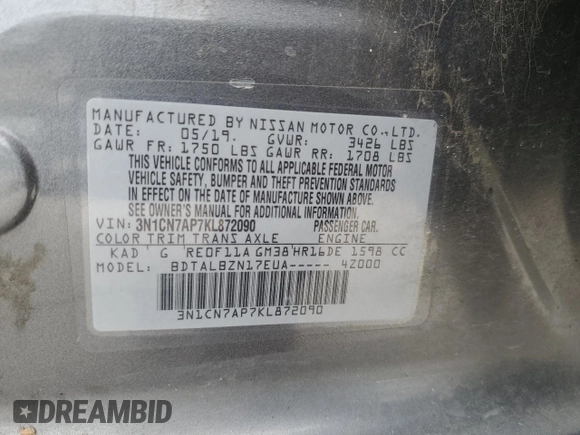 MANUFACTURED BY NISSAN MOTOR CO.,LTD.
DATE: 05/19. GVWR: 3426 LBS
GAWR FR: 1750 LBS GAWR RR: 1708 LBS
THIS VEHICLE CONFORMS TO ALL APPLICABLE FEDERAL MOTOR
VEHICLE SAFETY, BUMPER AND THEFT PREVENTION STANDARDS
IN EFFECT ON THE DATE OF MANUFACTURE SHOWN ABOVE.
SEE OWNER'S MANUAL FOR ADDITIONAL INFORMATION.
VIN: 3N1CN7AP7KL872090 PASSENGER CAR.
COLOR TRIM TRANS AXLE ENGINE
KAD G RE0F11A GM38 HR16DE 1598 CC
MODEL: BDTALBZN17EUA----- 4Z000
3N1CN7AP7KL872090
DREAMBID